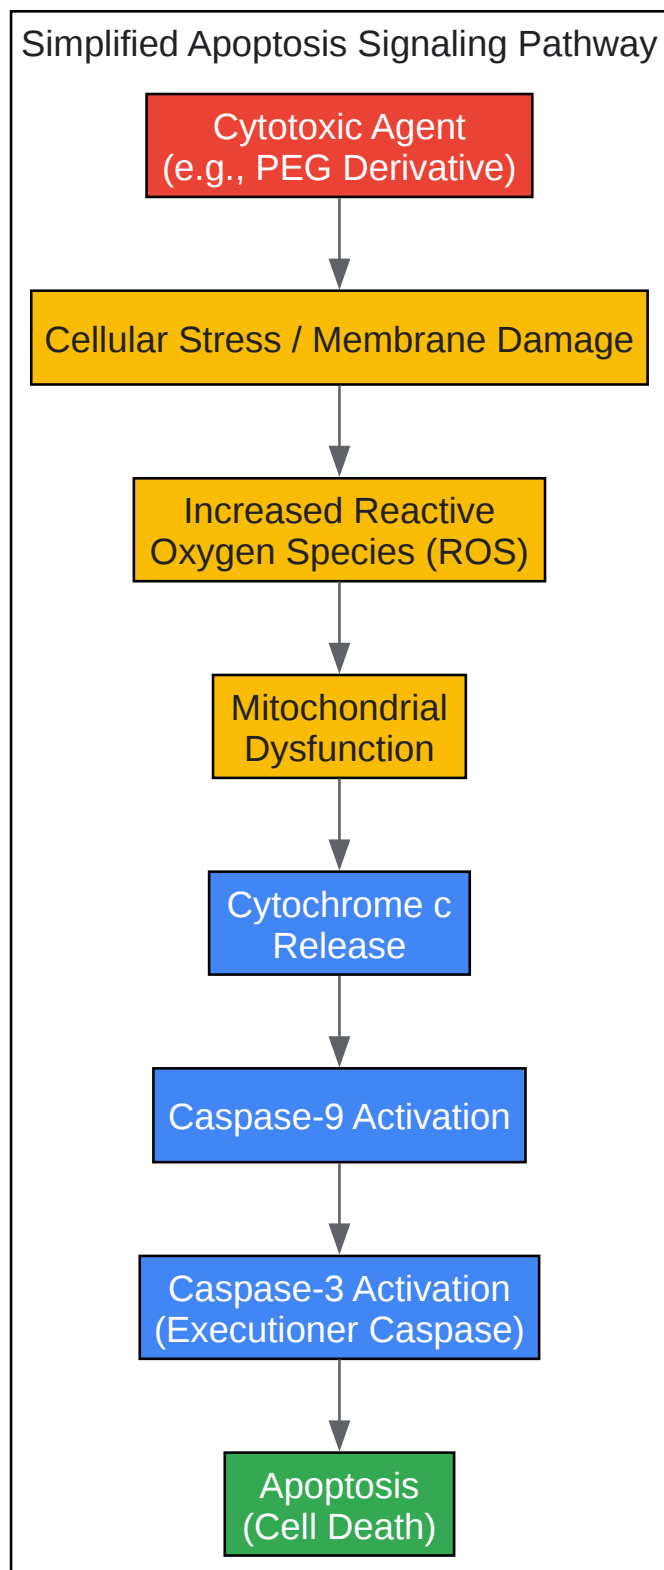 Simplified Apoptosis Signaling Pathway
Cytotoxic Agent
(e.g., PEG Derivative)
Cellular Stress / Membrane Damage
Increased Reactive
Oxygen Species (ROS)
Mitochondrial
Dysfunction
Cytochrome c
Release
Caspase-9 Activation
Caspase-3 Activation
(Executioner Caspase)
Apoptosis
(Cell Death)